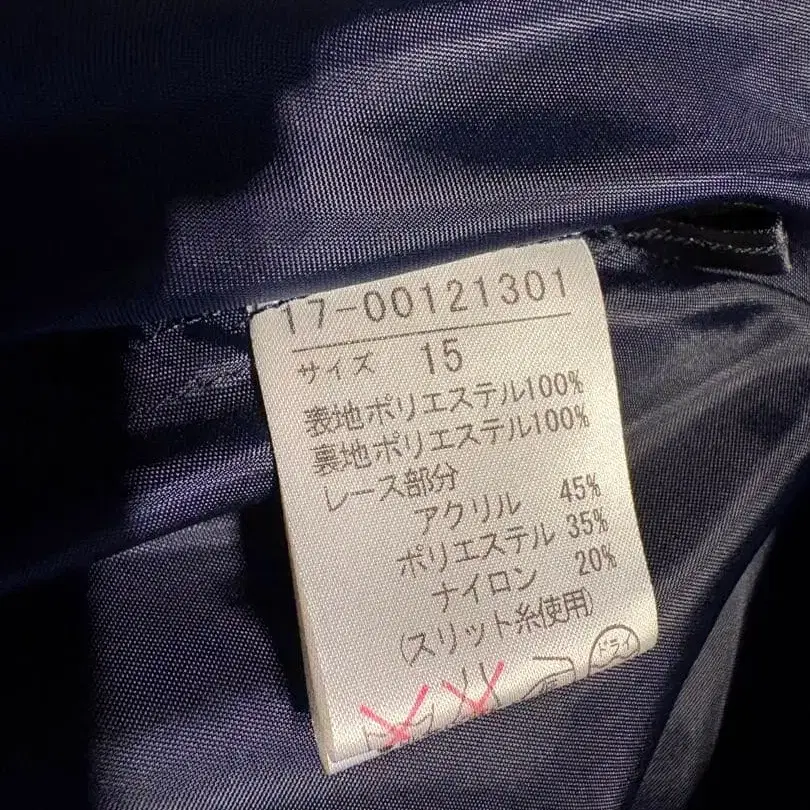 17-00121301
サイズ 15
表地ポリエステル100%
裏地ポリエステル100%
レース部分
アクリル 45%
ポリエステル 35%
ナイロン 20%
(スリット糸使用)
ドライ